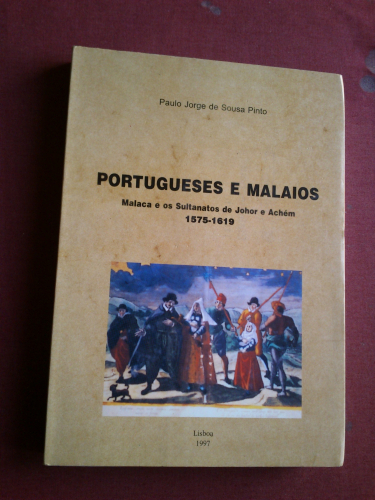 Paulo Jorge de Sousa Pinto
PORTUGUESES E MALAIOS
Malaca e os Sultanatos de Johor e Achém
1575-1619
Lisboa
1997